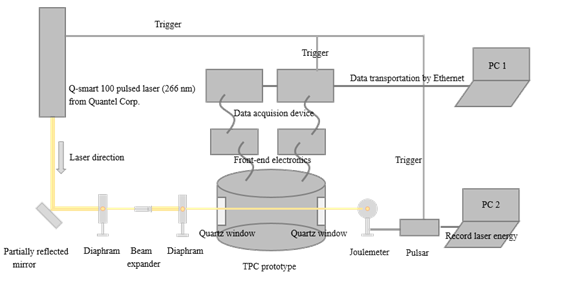 Trigger
Trigger
PC 1
Data transportation by Ethernet
Q-smart 100 pulsed laser (266 nm)
from Quantel Corp.
Data acquision device
Laser direction
Front-end electronics
Trigger
PC 2
Quartz window
Quartz window
Record laser energy
Partially reflected
mirror
Diaphram
Beam
expander
Diaphram
TPC prototype
Joulemeter
Pulsar